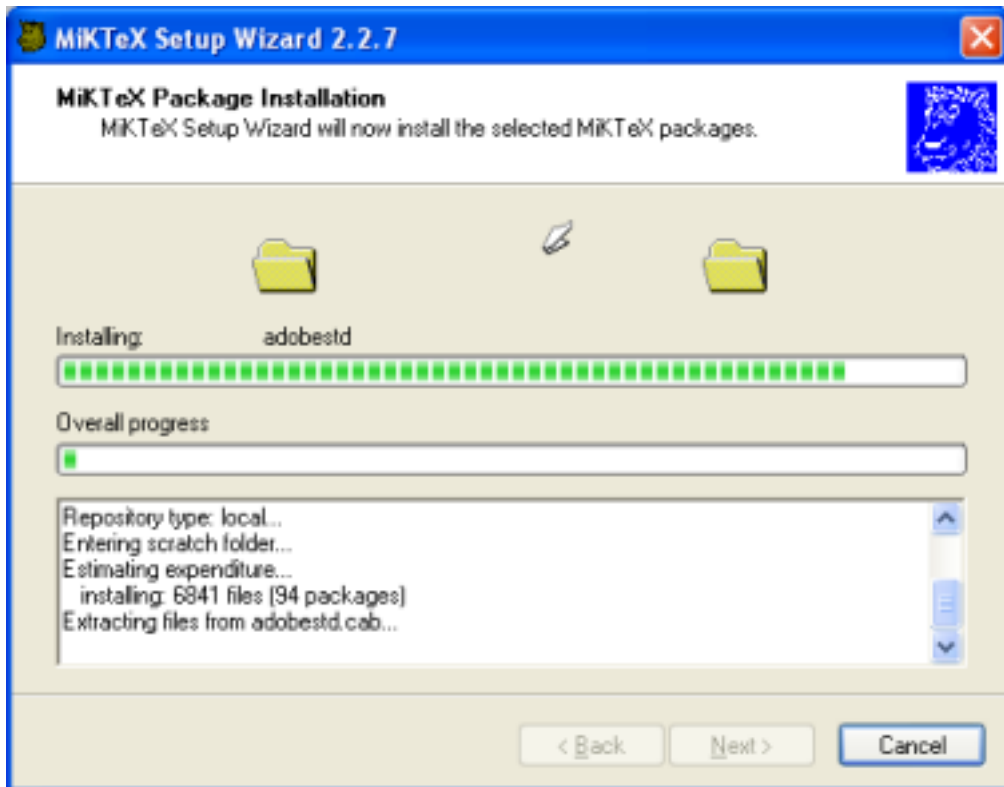 MiKTeX Setup Wizard 2.2.7
MiKTeX Package Installation
MiKTeX Setup Wizard will now install the selected MiKTeX packages.
Installing: adobestd
Overall progress
Repository type: local...
Entering scratch folder...
Estimating expenditure...
installing: 6841 files (94 packages)
Extracting files from adobestd.cab...
< Back Next > Cancel